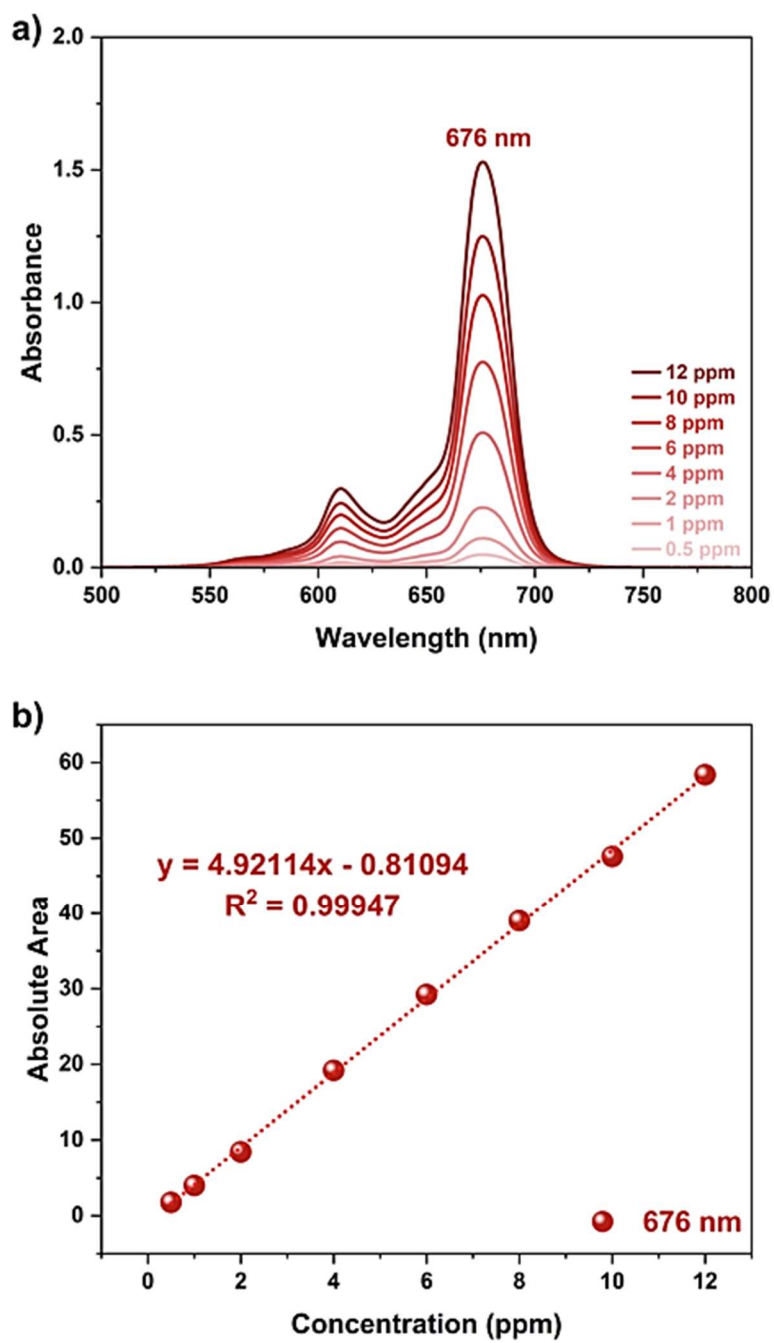 a)
2.0
676 nm
1.5
Absorbance
1.0
12 ppm
10 ppm
8 ppm
0.5
6 ppm
4 ppm
2 ppm
1 ppm
0.5 ppm
0.0
500 550 600 650 700 750 800
Wavelength (nm)
b)
60
50
y = 4.92114x - 0.81094
R² = 0.99947
40
Absolute Area
30
20
10
0
676 nm
0 2 4 6 8 10 12
Concentration (ppm)